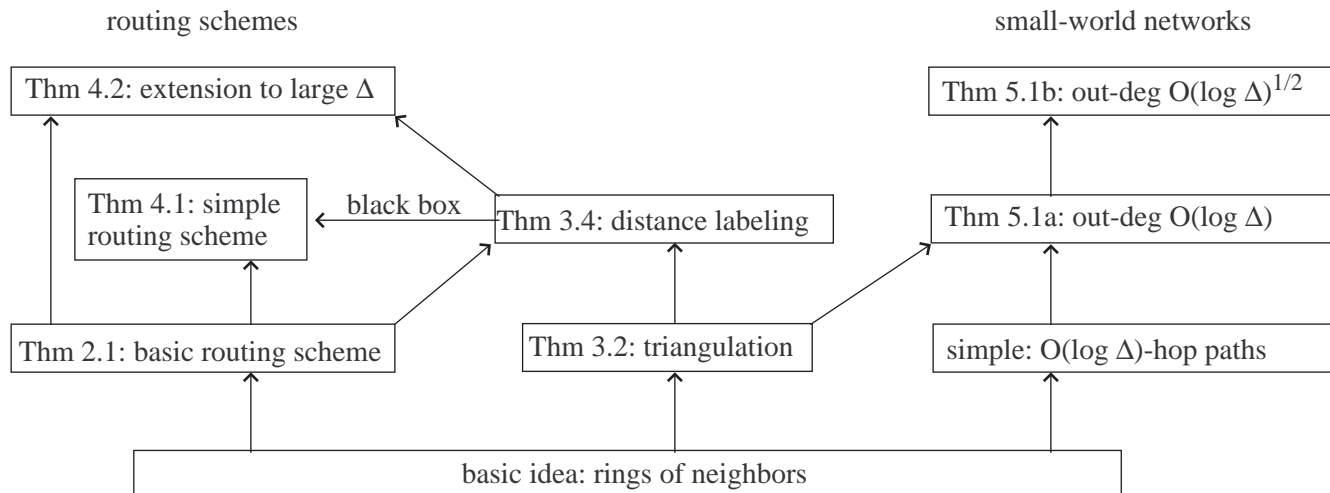 routing schemes
small-world networks
Thm 4.2: extension to large Δ
Thm 5.1b: out-deg O(log Δ)^1/2
Thm 4.1: simple
routing scheme
black box
Thm 3.4: distance labeling
Thm 5.1a: out-deg O(log Δ)
Thm 2.1: basic routing scheme
Thm 3.2: triangulation
simple: O(log Δ)-hop paths
basic idea: rings of neighbors